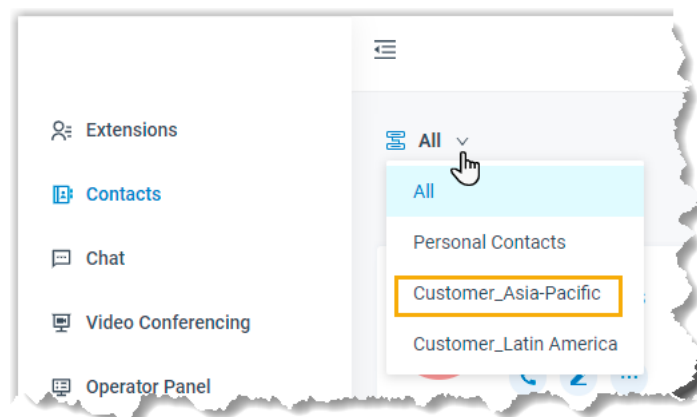 Extensions
Contacts
Chat
Video Conferencing
Operator Panel
All
All
Personal Contacts
Customer_Asia-Pacific
Customer_Latin America